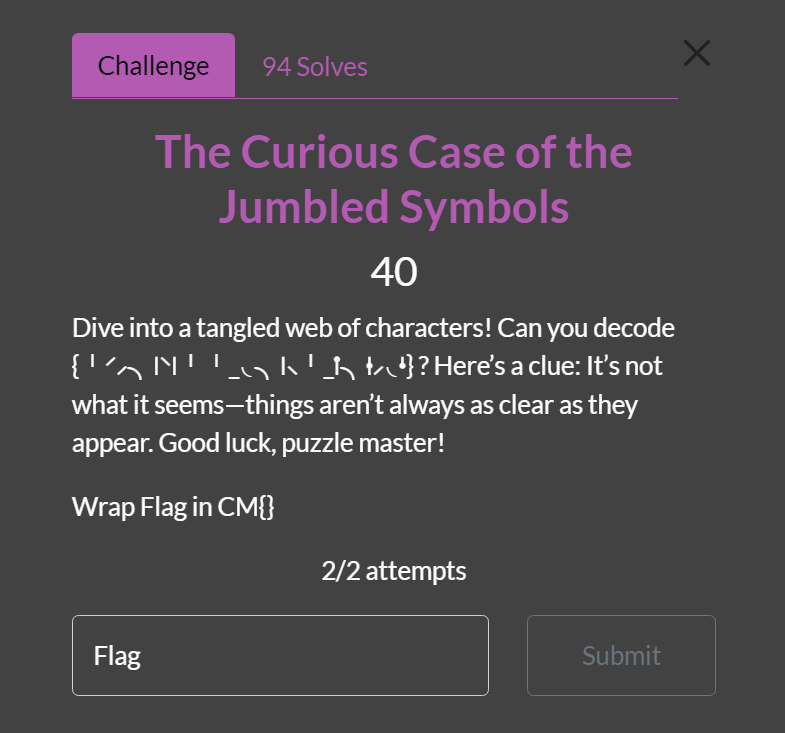 Challenge
94 Solves
The Curious Case of the
Jumbled Symbols
40
Dive into a tangled web of characters! Can you decode
{ } ? Here’s a clue: It’s not
what it seems—things aren’t always as clear as they
appear. Good luck, puzzle master!
Wrap Flag in CM{}
2/2 attempts
Flag
Submit